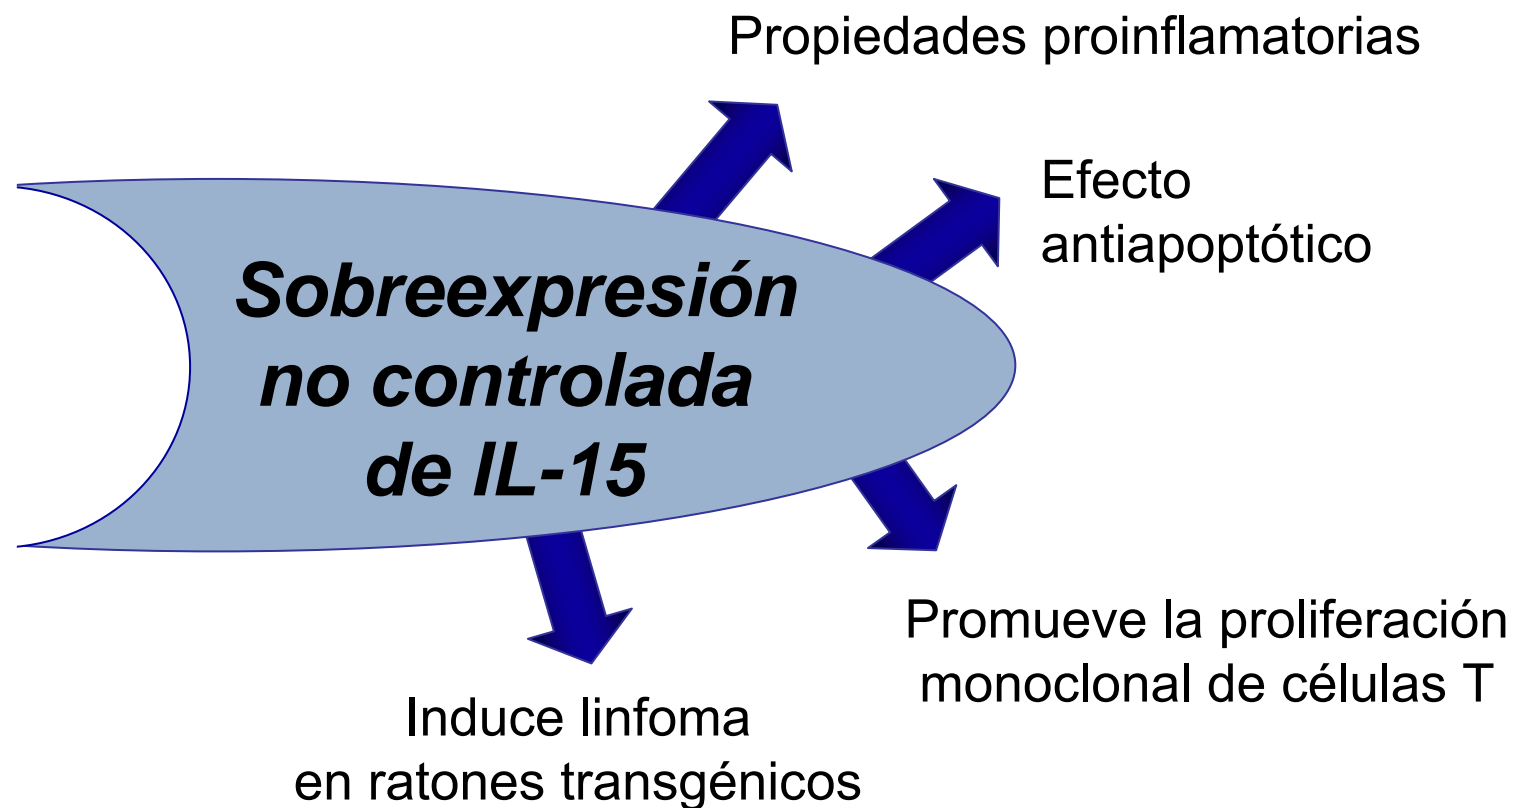 Propiedades proinflamatorias
Efecto
antiapoptótico
Sobreexpresión
no controlada
de IL-15
Promueve la proliferación
monoclonal de células T
Induce linfoma
en ratones transgénicos